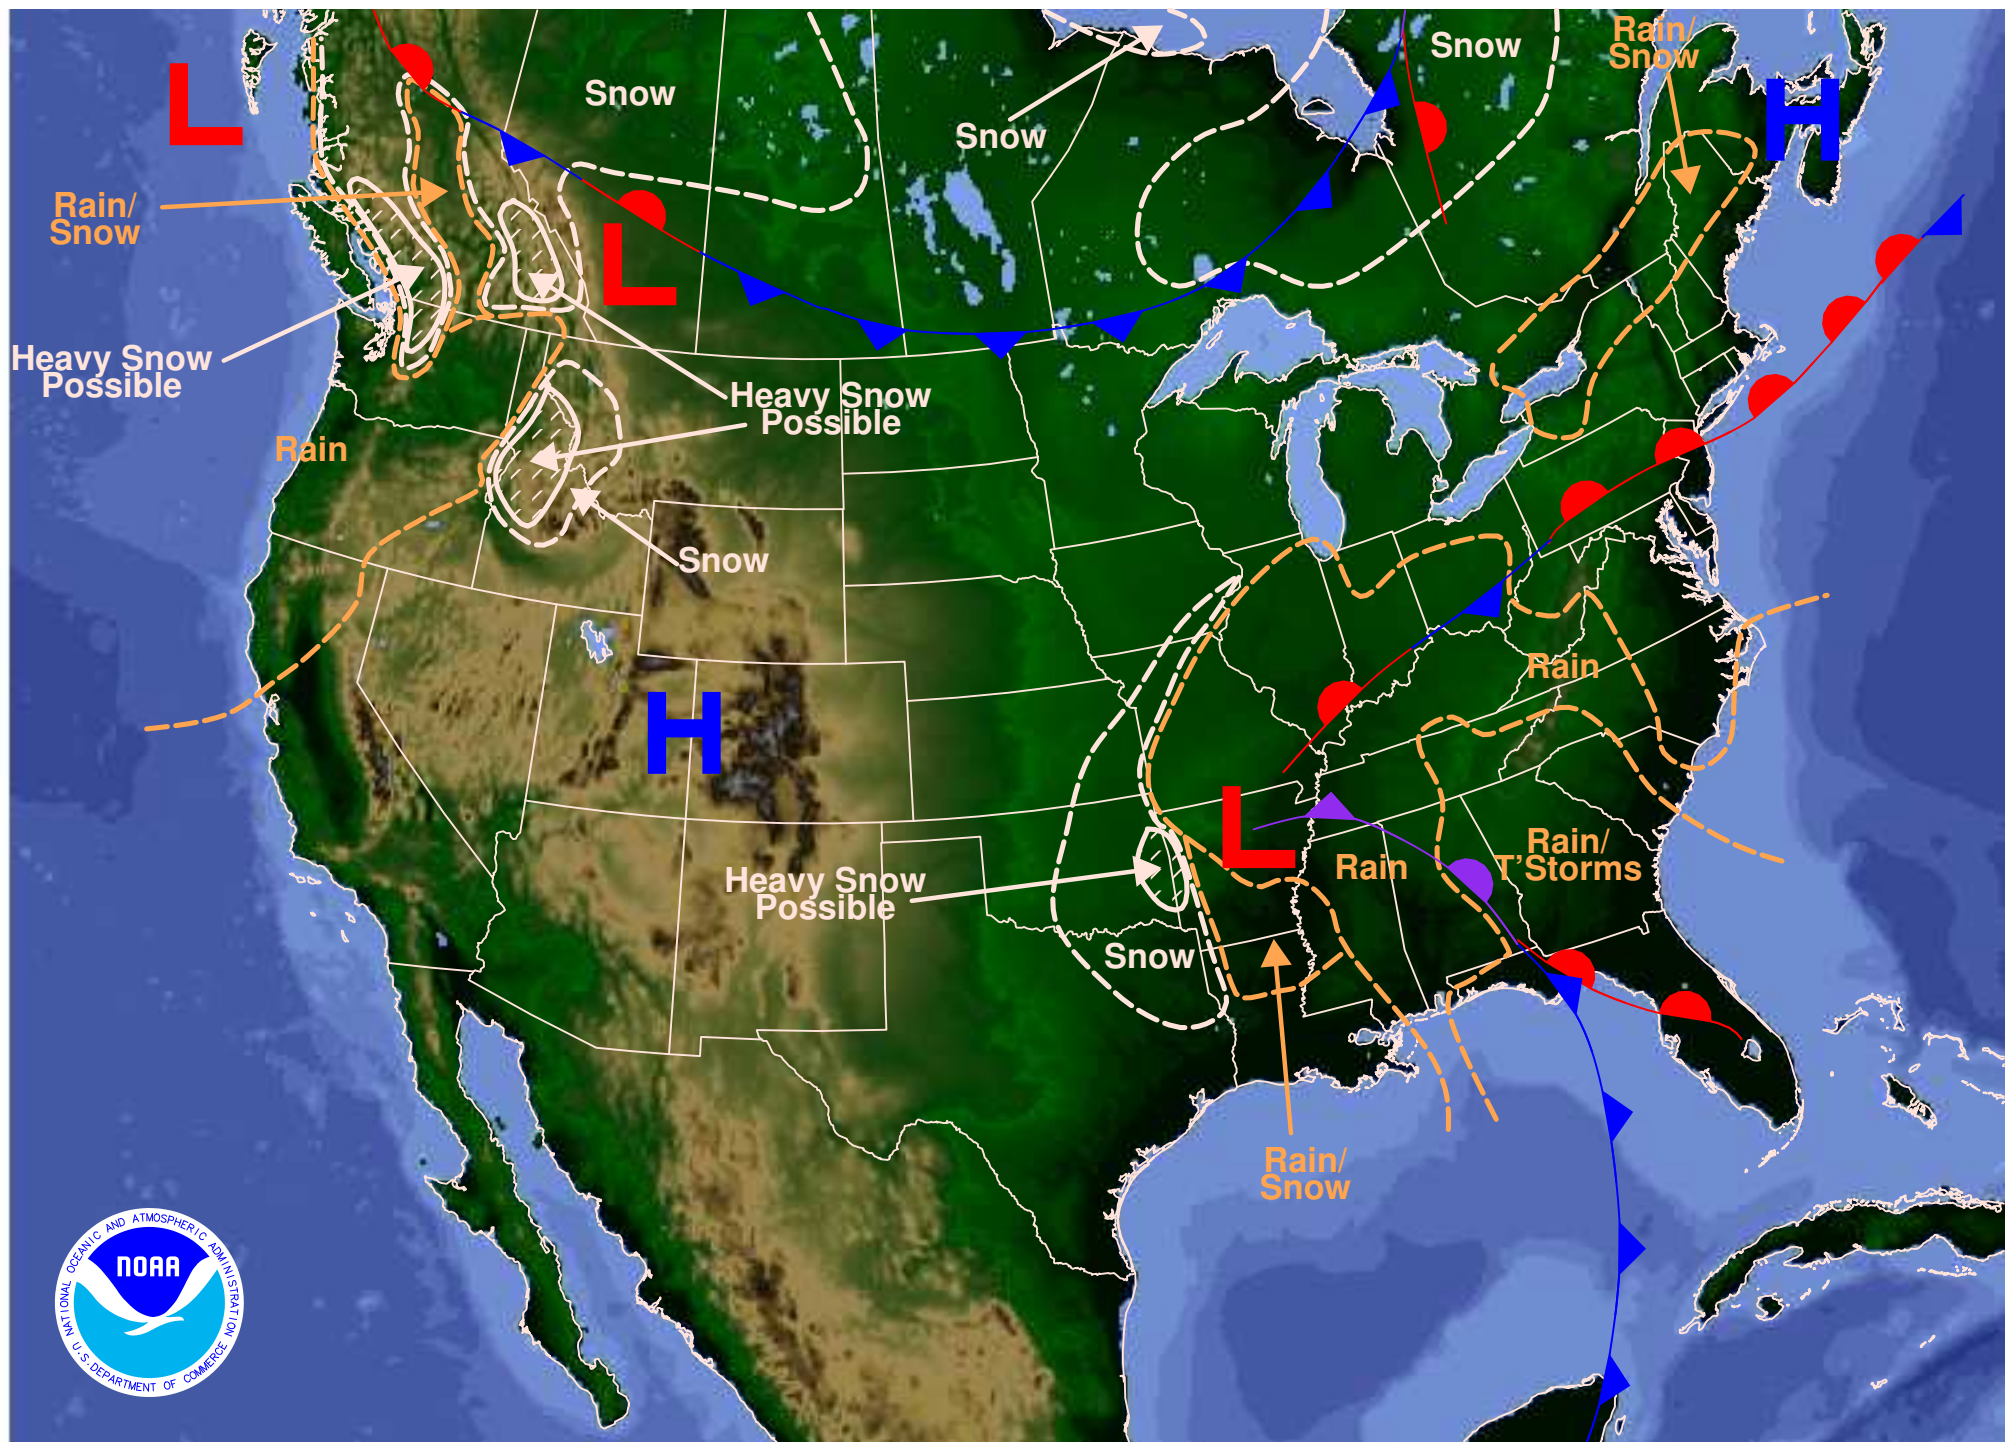 Rain/
Snow
Snow
Snow
Snow
L
H
Rain/
Snow
L
Heavy Snow
Possible
Heavy Snow
Possible
Rain
Snow
Rain
H
L
Rain/
T'Storms
Rain
Heavy Snow
Possible
Snow
Rain/
Snow
NATIONAL OCEANIC AND ATMOSPHERIC ADMINISTRATION
NOAA
U.S. DEPARTMENT OF COMMERCE